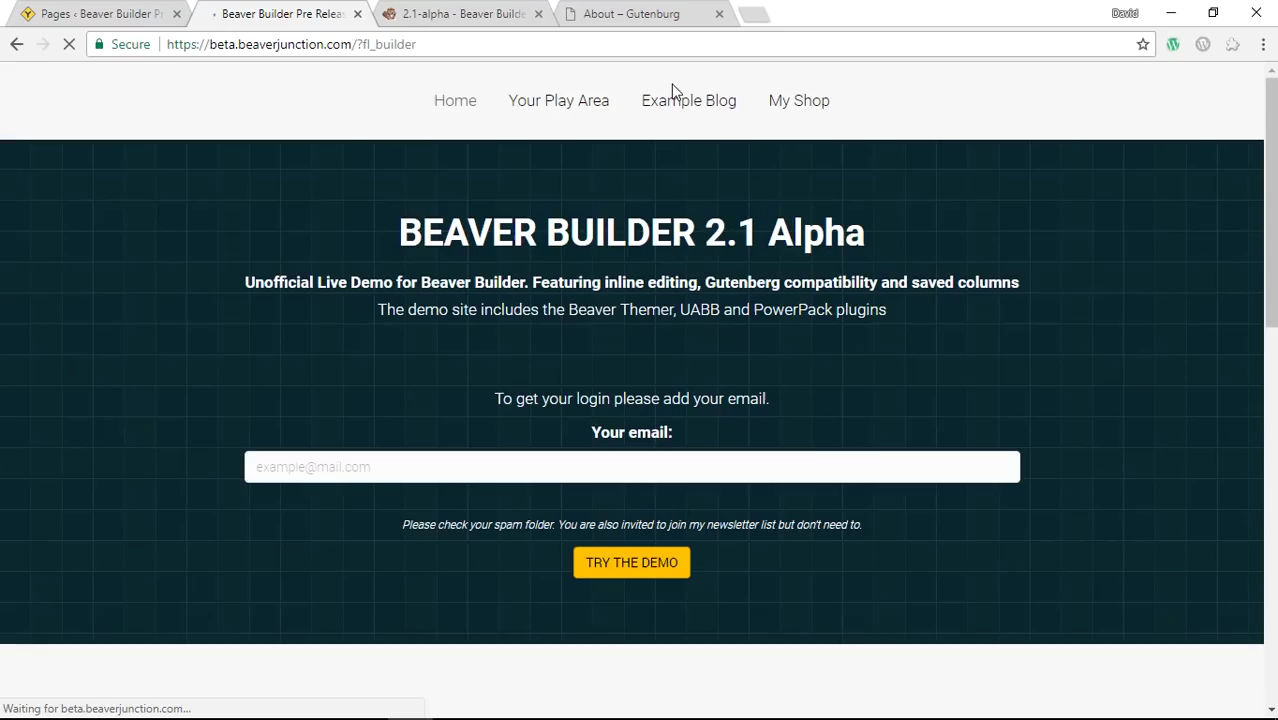 Pages ‹ Beaver Builder P
Beaver Builder Pre Relea
2.1-alpha - Beaver Builde
About – Gutenburg
David
Secure
https://beta.beaverjunction.com/?fl_builder
Home
Your Play Area
Example Blog
My Shop
BEAVER BUILDER 2.1 Alpha
Unofficial Live Demo for Beaver Builder. Featuring inline editing, Gutenberg compatibility and saved columns
The demo site includes the Beaver Themer, UABB and PowerPack plugins
To get your login please add your email.
Your email:
example@mail.com
Please check your spam folder. You are also invited to join my newsletter list but don't need to.
TRY THE DEMO
Waiting for beta.beaverjunction.com...